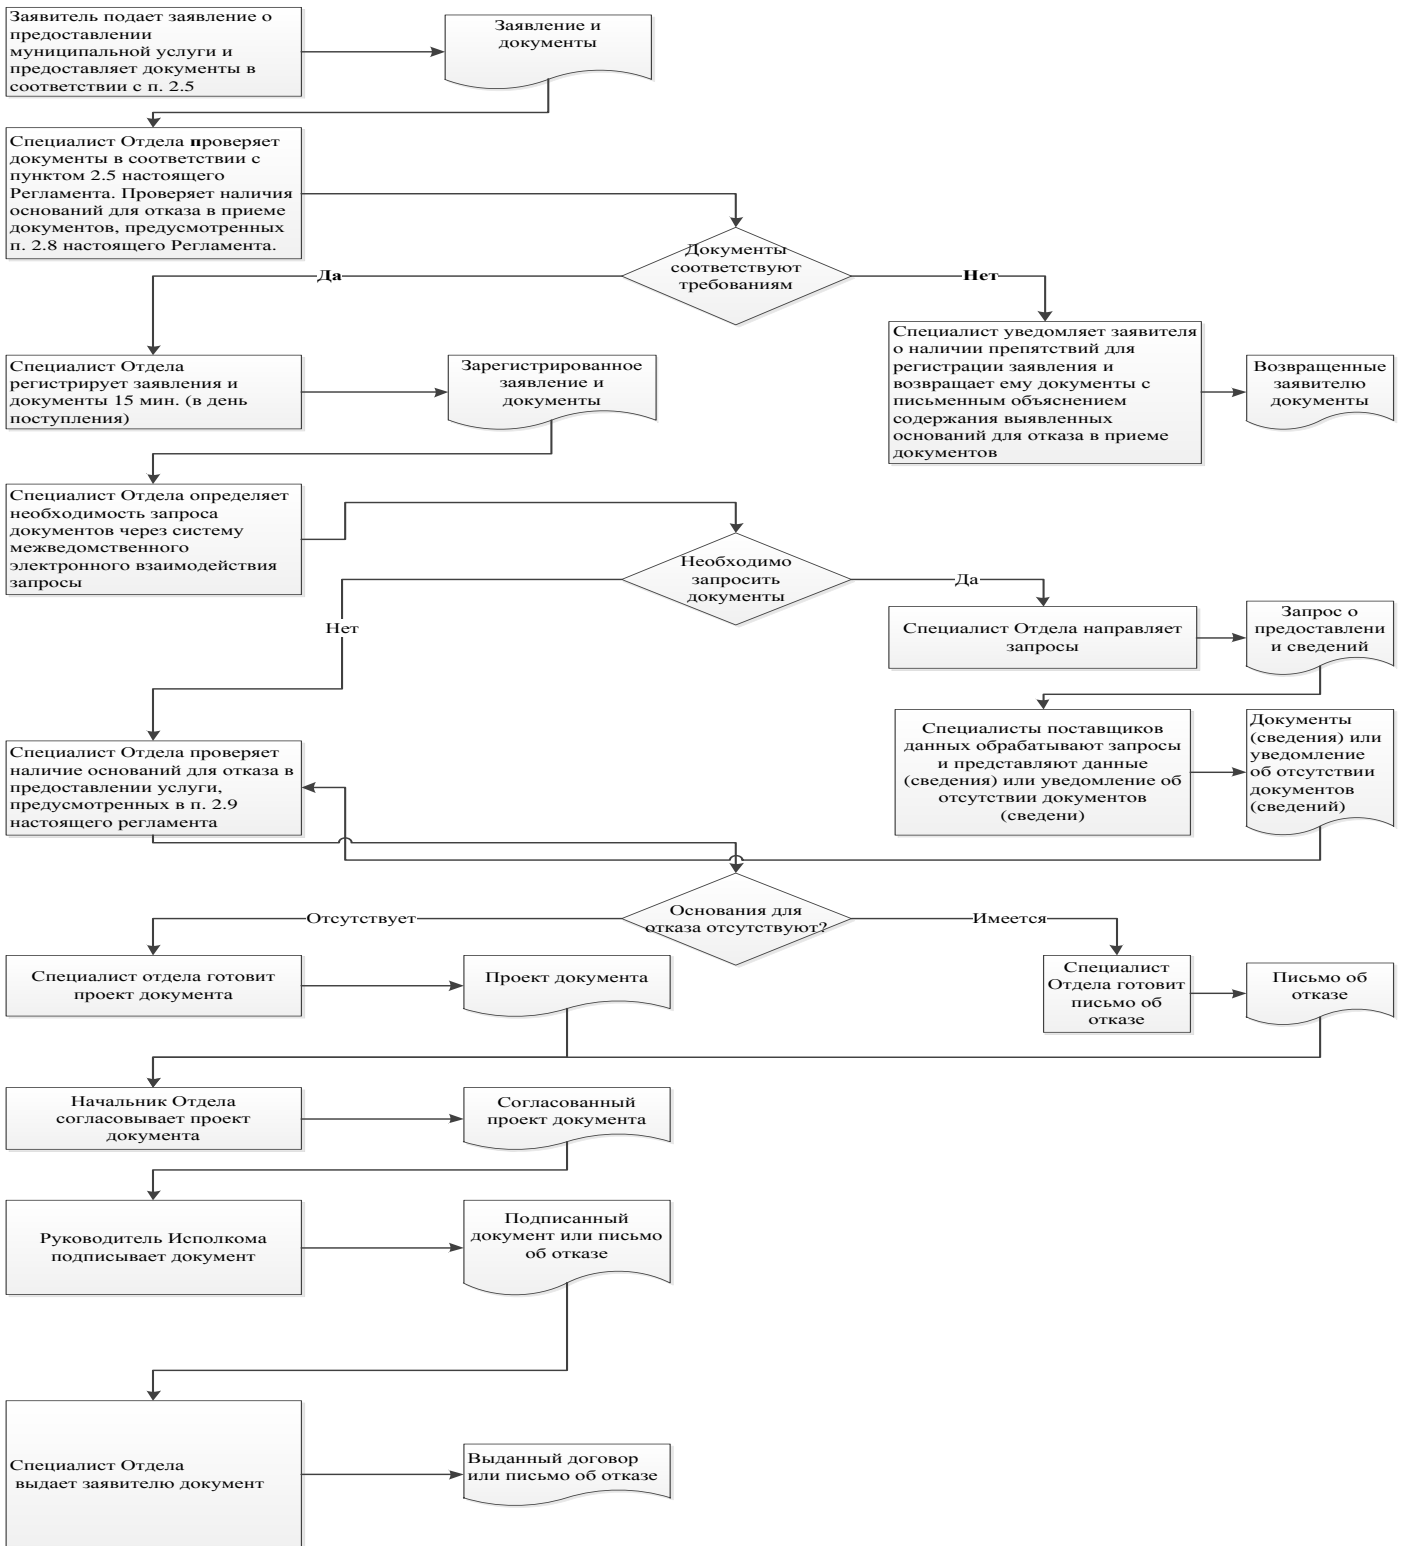 Заявитель подает заявление о
предоставлении
муниципальной услуги и
предоставляет документы в
соответствии с п. 2.5
Заявление и
документы
Специалист Отдела проверяет
документы в соответствии с
пунктом 2.5 настоящего
Регламента. Проверяет наличия
оснований для отказа в приеме
документов, предусмотренных
п. 2.8 настоящего Регламента.
Документы
соответствуют
требованиям
Да
Нет
Специалист Отдела
регистрирует заявления и
документы 15 мин. (в день
поступления)
Зарегистрированное
заявление и
документы
Специалист уведомляет заявителя
о наличии препятствий для
регистрации заявления и
возвращает ему документы с
письменным объяснением
содержания выявленных
оснований для отказа в приеме
документов
Возвращенные
заявителю
документы
Специалист Отдела определяет
необходимость запроса
документов через систему
межведомственного
электронного взаимодействия
запросы
Необходимо
запросить
документы
Да
Нет
Специалист Отдела направляет
запросы
Запрос о
предоставлени
и сведений
Специалисты поставщиков
данных обрабатывают запросы
и представляют данные
(сведения) или уведомление об
отсутствии документов
(сведени)
Документы
(сведения) или
уведомление
об отсутствии
документов
(сведений)
Специалист Отдела проверяет
наличие оснований для отказа в
предоставлении услуги,
предусмотренных в п. 2.9
настоящего регламента
Основания для
отказа отсутствуют?
Отсутствует
Имеется
Специалист отдела готовит
проект документа
Проект документа
Специалист
Отдела готовит
письмо об
отказе
Письмо об
отказе
Начальник Отдела
согласовывает проект
документа
Согласованный
проект документа
Руководитель Исполкома
подписывает документ
Подписанный
документ или письмо
об отказе
Специалист Отдела
выдает заявителю документ
Выданный договор
или письмо об отказе